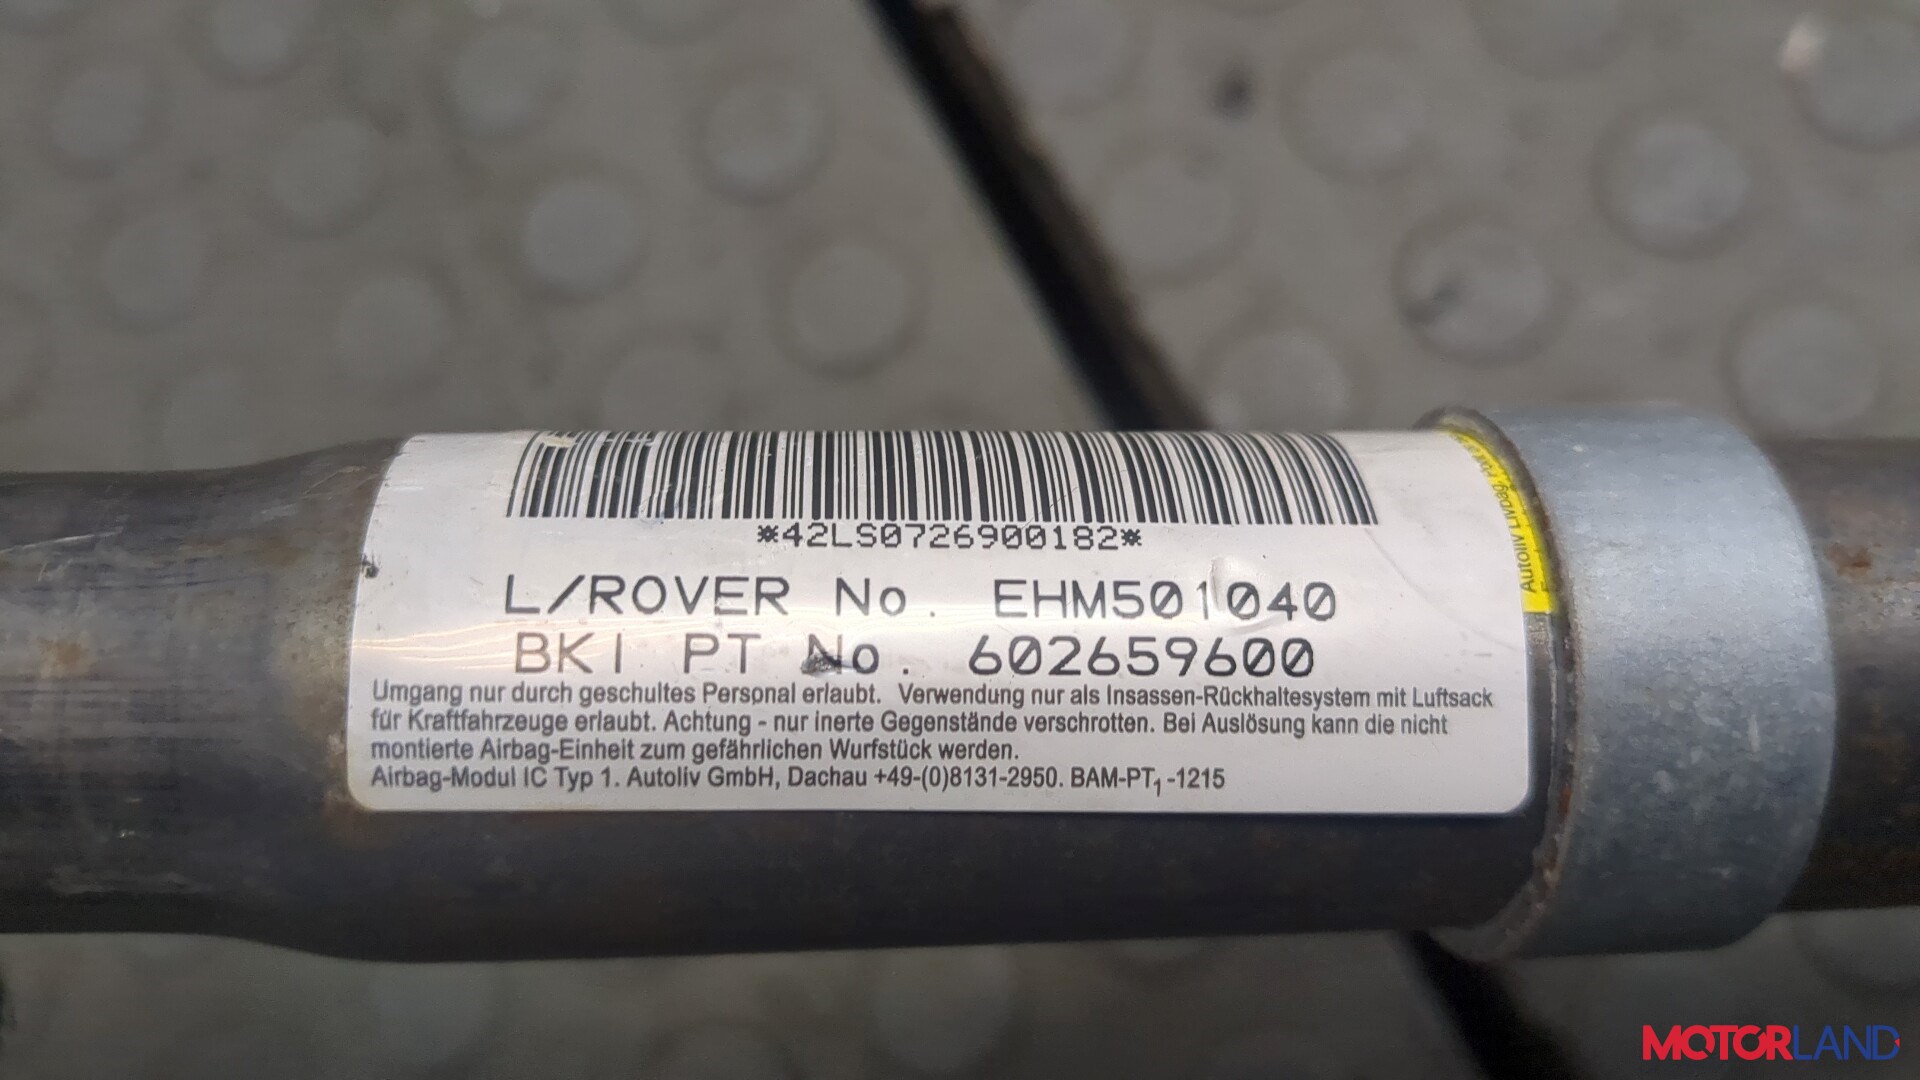 *42LS0726900182*
L/ROVER No. EHM501040
BKI PT No. 602659600
Umgang nur durch geschultes Personal erlaubt. Verwendung nur als Insassen-Rückhaltesystem mit Luftsack
für Kraftfahrzeuge erlaubt. Achtung - nur inerte Gegenstände verschrotten. Bei Auslösung kann die nicht
montierte Airbag-Einheit zum gefährlichen Wurfstück werden.
Airbag-Modul IC Typ 1. Autoliv GmbH, Dachau +49-(0)8131-2950. BAM-PT₁-1215
Autoliv
MOTORLAND